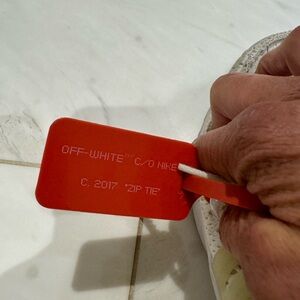 OFF-WHITE™ C/O NIKE
C. 2017 "ZIP TIE"